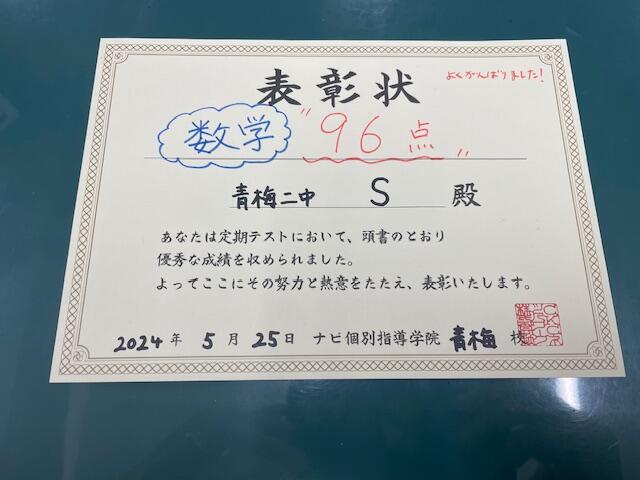 表彰状
よくがんばりました!
数学 "96点"
青梅二中 S 殿
あなたは定期テストにおいて、頭書のとおり
優秀な成績を収められました。
よってここにその努力と熱意をたたえ、表彰いたします。
2024年 5月 25日 ナビ個別指導学院 青梅 校